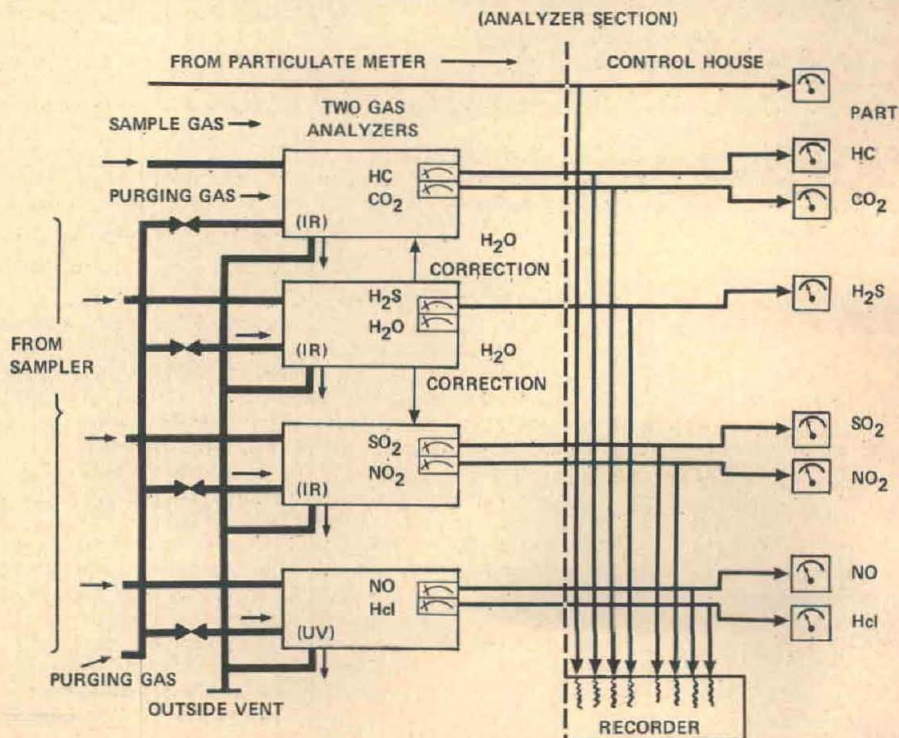 (ANALYZER SECTION)
FROM PARTICULATE METER
CONTROL HOUSE
PART
TWO GAS
ANALYZERS
SAMPLE GAS
HC
CO2
HC
CO2
PURGING GAS
(IR)
H2O
CORRECTION
H2S
H2O
H2S
FROM
SAMPLER
(IR)
H2O
CORRECTION
SO2
NO2
SO2
NO2
(IR)
NO
Hcl
NO
Hcl
(UV)
PURGING GAS
OUTSIDE VENT
RECORDER